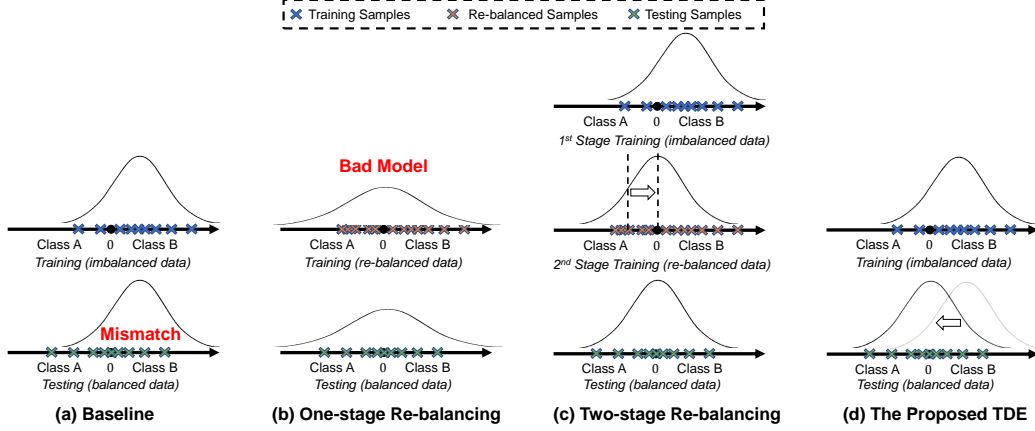 Training Samples Re-balanced Samples Testing Samples
Class A 0 Class B
1st Stage Training (imbalanced data)
Bad Model
Class A 0 Class B
Training (imbalanced data)
Class A 0 Class B
Training (re-balanced data)
Class A 0 Class B
2nd Stage Training (re-balanced data)
Class A 0 Class B
Training (imbalanced data)
Mismatch
Class A 0 Class B
Testing (balanced data)
Class A 0 Class B
Testing (balanced data)
Class A 0 Class B
Testing (balanced data)
Class A 0 Class B
Testing (balanced data)
(a) Baseline
(b) One-stage Re-balancing
(c) Two-stage Re-balancing
(d) The Proposed TDE